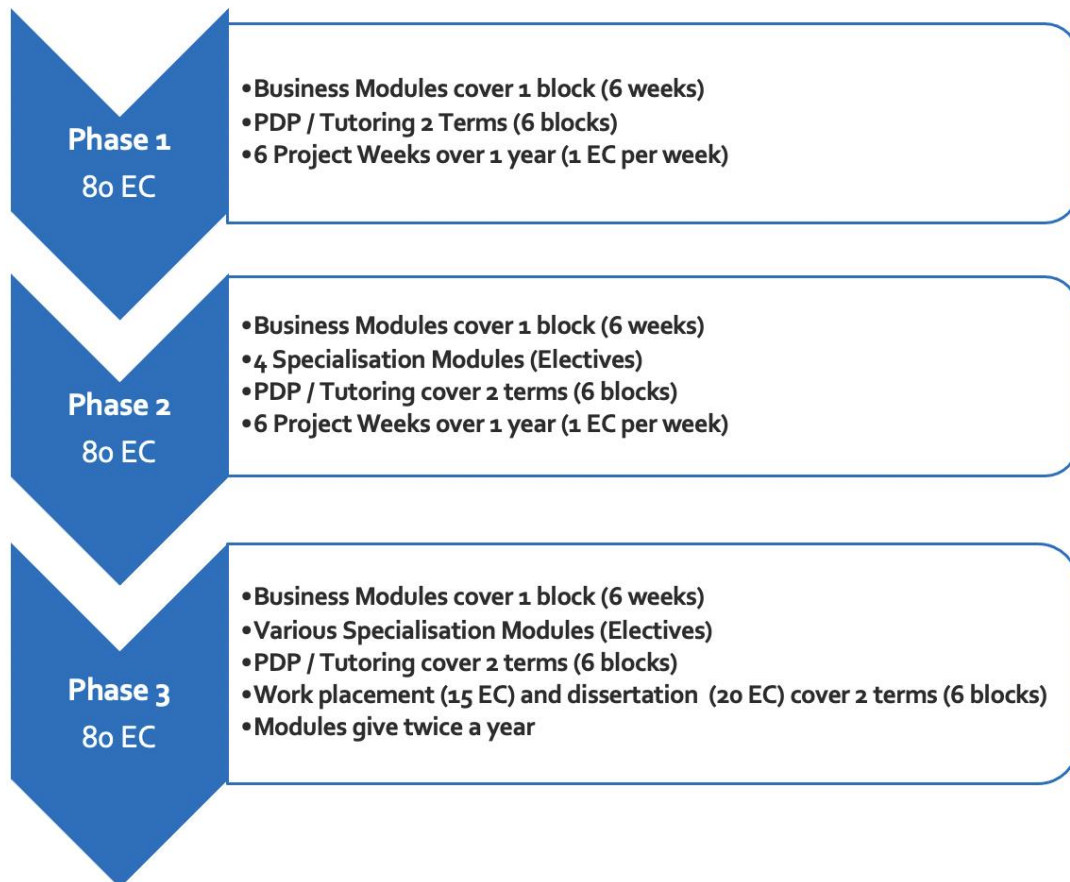 Phase 1
80 EC
•Business Modules cover 1 block (6 weeks)
•PDP / Tutoring 2 Terms (6 blocks)
•6 Project Weeks over 1 year (1 EC per week)
Phase 2
80 EC
•Business Modules cover 1 block (6 weeks)
•4 Specialisation Modules (Electives)
•PDP / Tutoring cover 2 terms (6 blocks)
•6 Project Weeks over 1 year (1 EC per week)
Phase 3
80 EC
•Business Modules cover 1 block (6 weeks)
•Various Specialisation Modules (Electives)
•PDP / Tutoring cover 2 terms (6 blocks)
•Work placement (15 EC) and dissertation (20 EC) cover 2 terms (6 blocks)
•Modules give twice a year